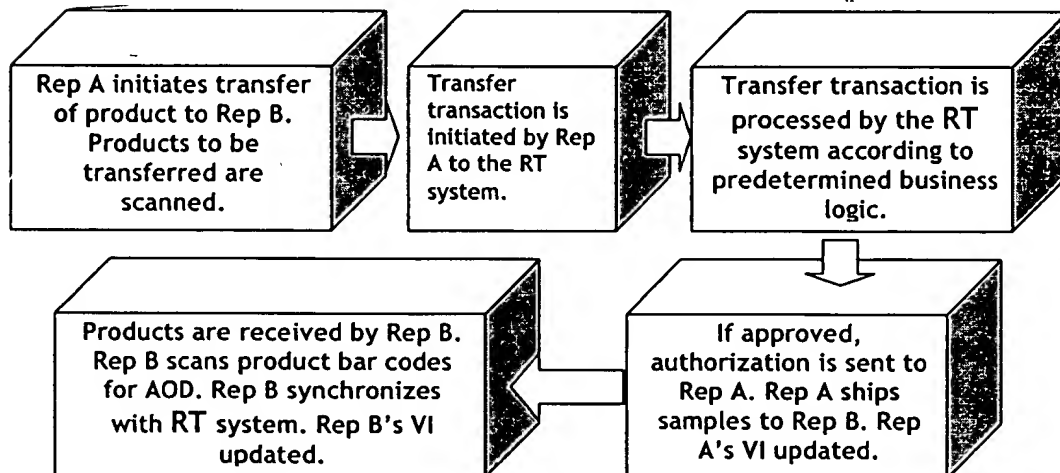 Rep A initiates transfer
of product to Rep B.
Products to be
transferred are
scanned.
Transfer
transaction is
initiated by Rep
A to the RT
system.
Transfer transaction is
processed by the RT
system according to
predetermined business
logic.
If approved,
authorization is sent to
Rep A. Rep A ships
samples to Rep B. Rep
A's VI updated.
Products are received by Rep B.
Rep B scans product bar codes
for AOD. Rep B synchronizes
with RT system. Rep B's VI
updated.